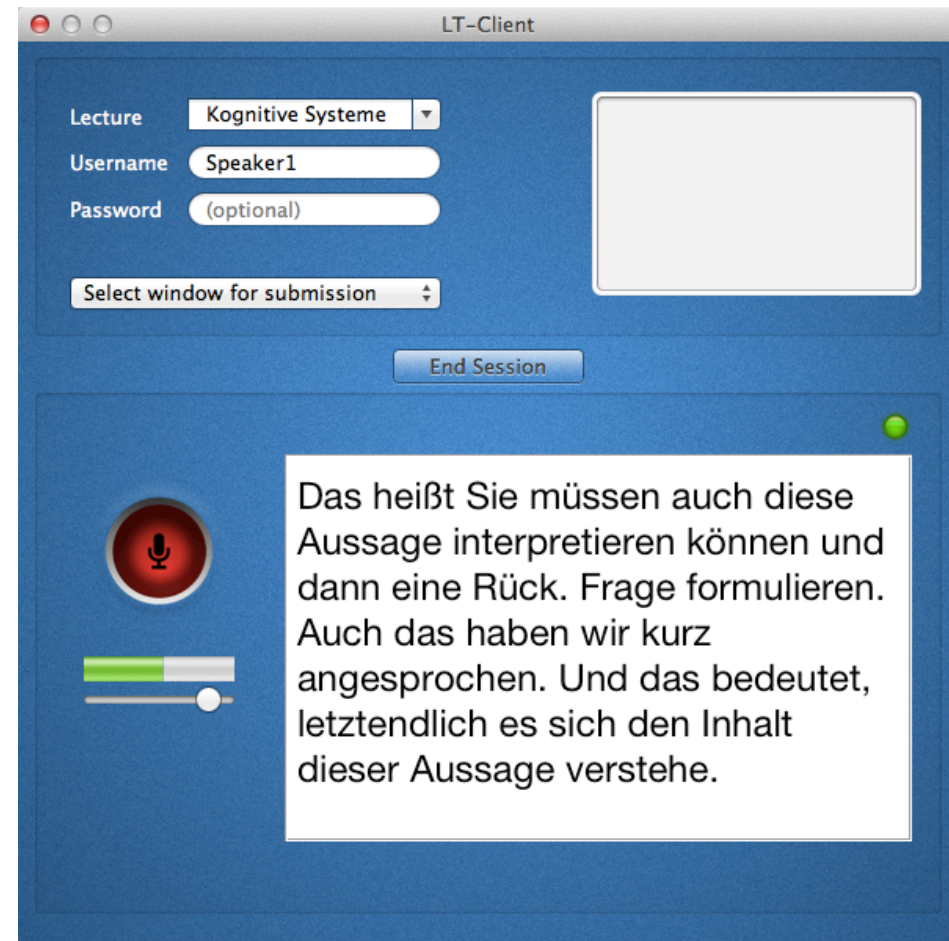 LT-Client
Lecture Kognitive Systeme
Username Speaker1
Password (optional)
Select window for submission
End Session
Das heißt Sie müssen auch diese
Aussage interpretieren können und
dann eine Rück. Frage formulieren.
Auch das haben wir kurz
angesprochen. Und das bedeutet,
letztendlich es sich den Inhalt
dieser Aussage verstehe.